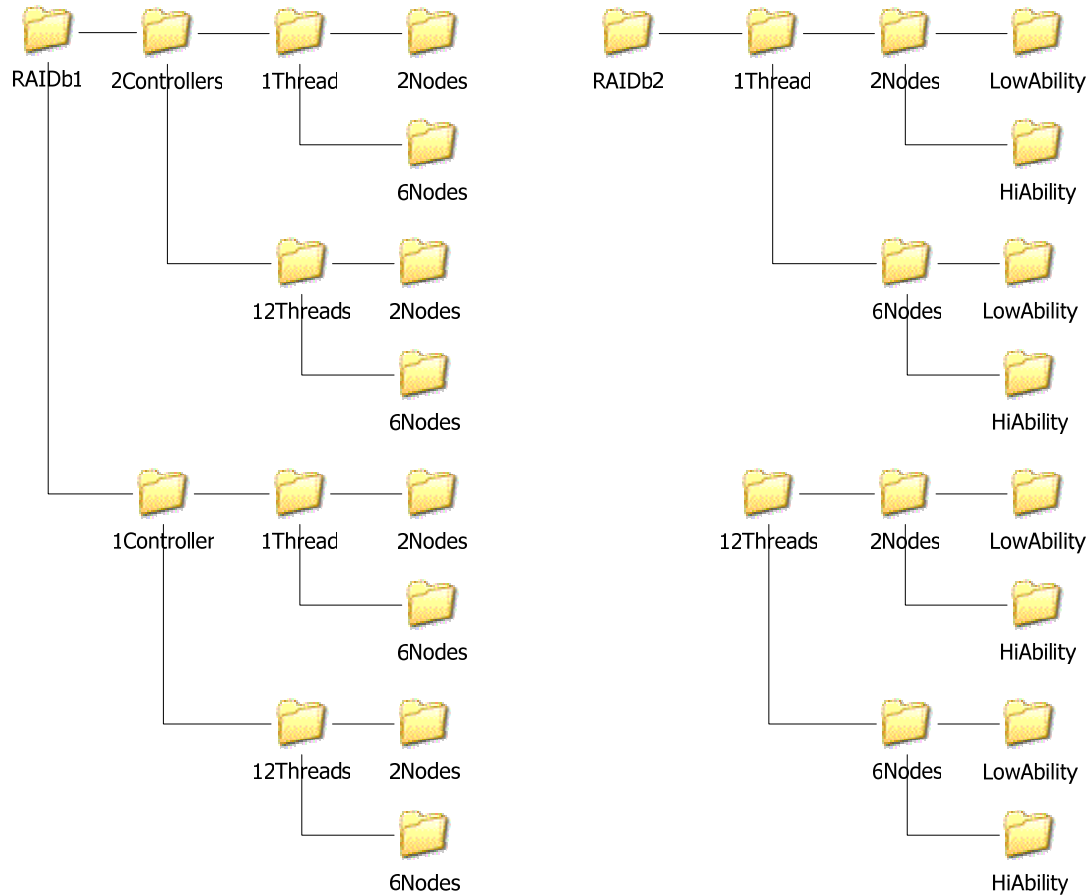 RAIDb1 2Controllers 1Thread 2Nodes RAIDb2 1Thread 2Nodes LowAbility
6Nodes HiAbility
12Threads 2Nodes 6Nodes LowAbility
6Nodes HiAbility
1Controller 1Thread 2Nodes 12Threads 2Nodes LowAbility
6Nodes HiAbility
12Threads 2Nodes 6Nodes LowAbility
6Nodes HiAbility